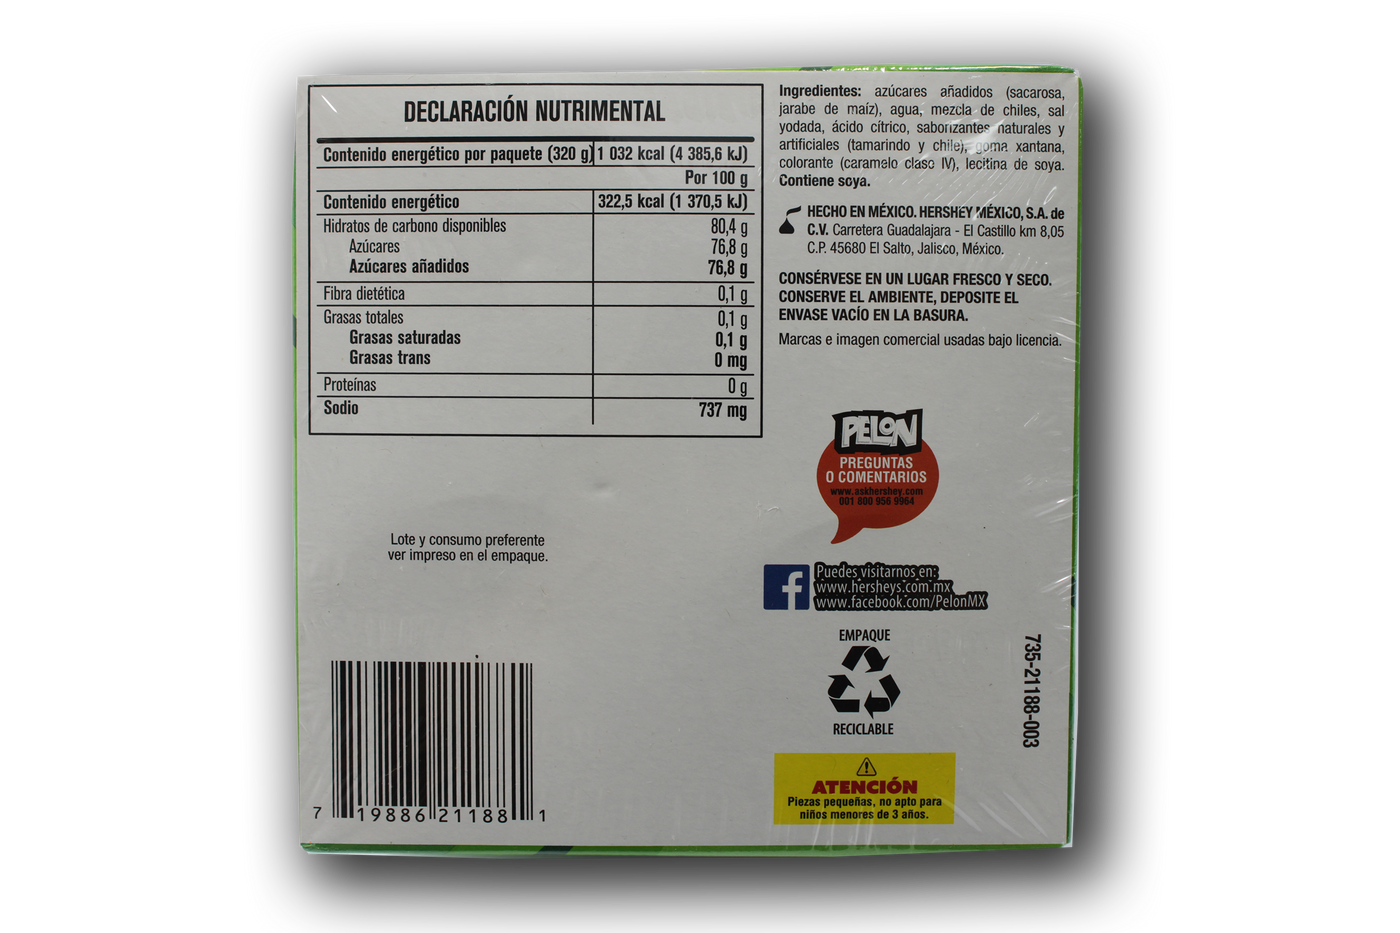 DECLARACIÓN NUTRIMENTAL
Contenido energético por paquete (320 g) 1 032 kcal (4 385,6 kJ)
Por 100 g
Contenido energético 322,5 kcal (1 370,5 kJ)
Hidratos de carbono disponibles 80,4 g
Azúcares 76,8 g
Azúcares añadidos 76,8 g
Fibra dietética 0,1 g
Grasas totales 0,1 g
Grasas saturadas 0,1 g
Grasas trans 0 mg
Proteínas 0 g
Sodio 737 mg
Lote y consumo preferente
ver impreso en el empaque.
7 19886 21188 1
Ingredientes: azúcares añadidos (sacarosa,
jarabe de maíz), agua, mezcla de chiles, sal
yodada, ácido cítrico, saborizantes naturales y
artificiales (tamarindo y chile), goma xantana,
colorante (caramelo clase IV), lecitina de soya.
Contiene soya.
HECHO EN MÉXICO. HERSHEY MÉXICO, S.A. de
C.V. Carretera Guadalajara - El Castillo km 8,05
C.P. 45680 El Salto, Jalisco, México.
CONSÉRVESE EN UN LUGAR FRESCO Y SECO.
CONSERVE EL AMBIENTE, DEPOSITE EL
ENVASE VACÍO EN LA BASURA.
Marcas e imagen comercial usadas bajo licencia.
PELON
PREGUNTAS
O COMENTARIOS
www.askhershey.com
001 800 956 9964
f
Puedes visitarnos en:
www.hersheys.com.mx
www.facebook.com/PelonMX
EMPAQUE
RECICLABLE
735-21188-003
ATENCIÓN
Piezas pequeñas, no apto para
niños menores de 3 años.